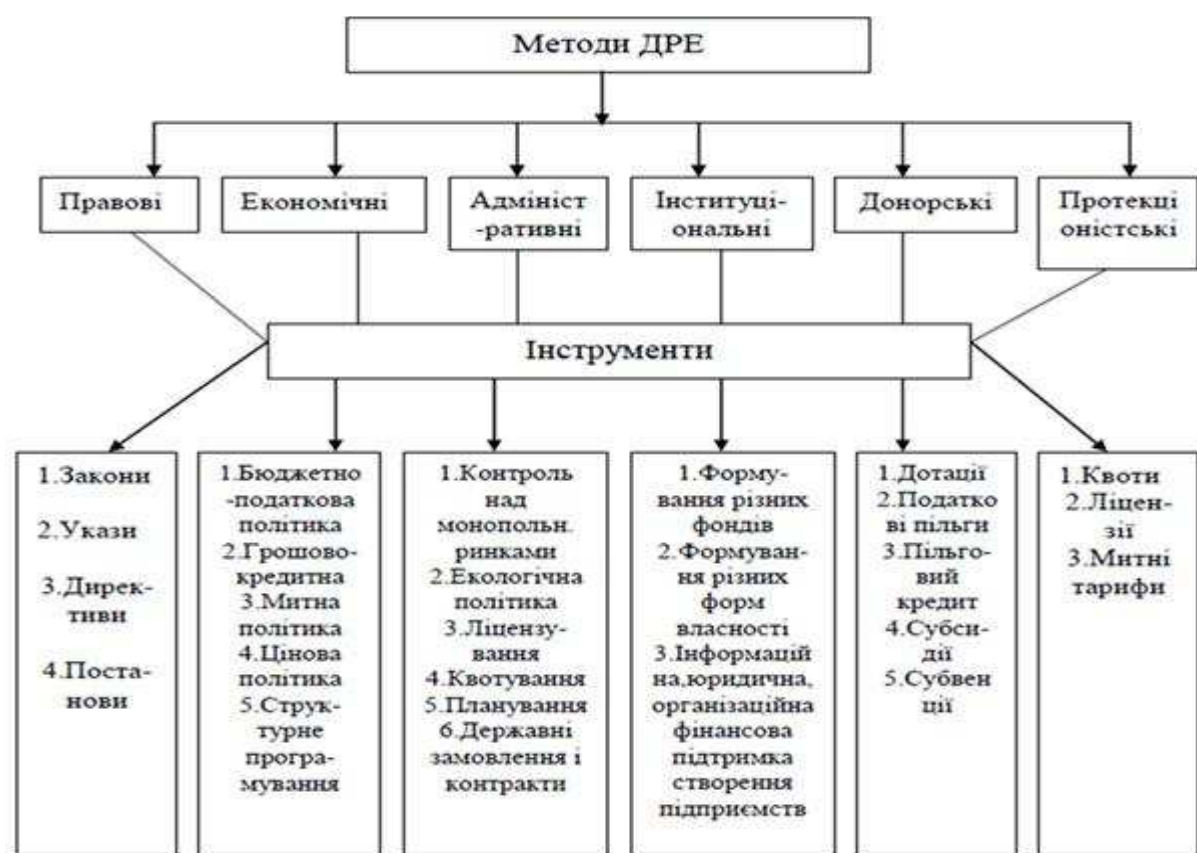 Методи ДРЕ
Правові
Економічні
Адмініст
-ративні
Інституці-
ональні
Донорські
Протекці
оністські
Інструменти
1.Закони
2.Укази
3.Дирек-
тиви
4.Поста-
нови
1.Бюджетно
-податкова
політика
2.Грошово-
кредитна
3.Митна
політика
4.Цінова
політика
5.Струк-
турне
програ-
мування
1.Контроль
над
монопольн.
ринками
2.Екологічна
політика
3.Ліцензу-
вання
4.Квотування
5.Планування
6.Державні
замовлення і
контракти
1.Форму-
вання різних
фондів
2.Формуван-
ня різних
форм
власності
3.Інформацій
на,юридична,
організаційна
фінансова
підтримка
створення
підприємств
1.Дотації
2.Податко
ві пільги
3.Пільго-
вий
кредит
4.Субси-
дії
5.Субвен
ції
1.Квоти
2.Ліцен-
зії
3.Митні
тарифи